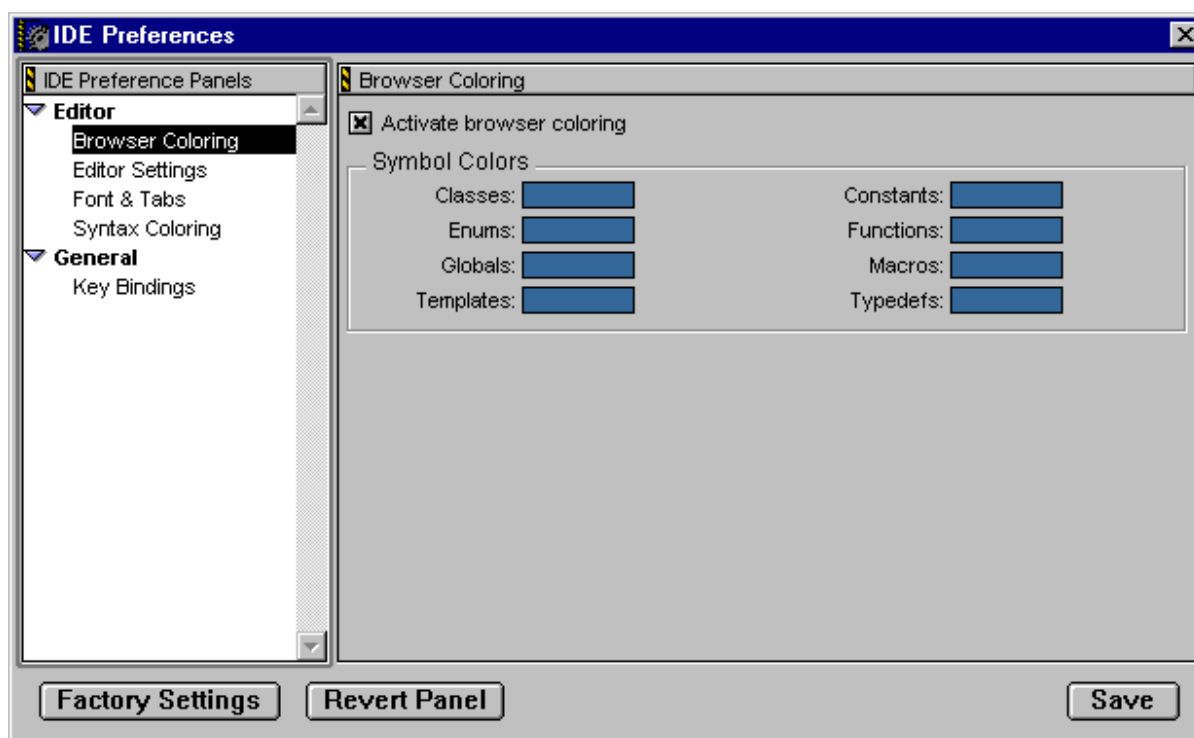 IDE Preferences
IDE Preference Panels
Editor
Browser Coloring
Editor Settings
Font & Tabs
Syntax Coloring
General
Key Bindings
Browser Coloring
Activate browser coloring
Symbol Colors
Classes: Constants:
Enums: Functions:
Globals: Macros:
Templates: Typedefs:
Factory Settings Revert Panel Save